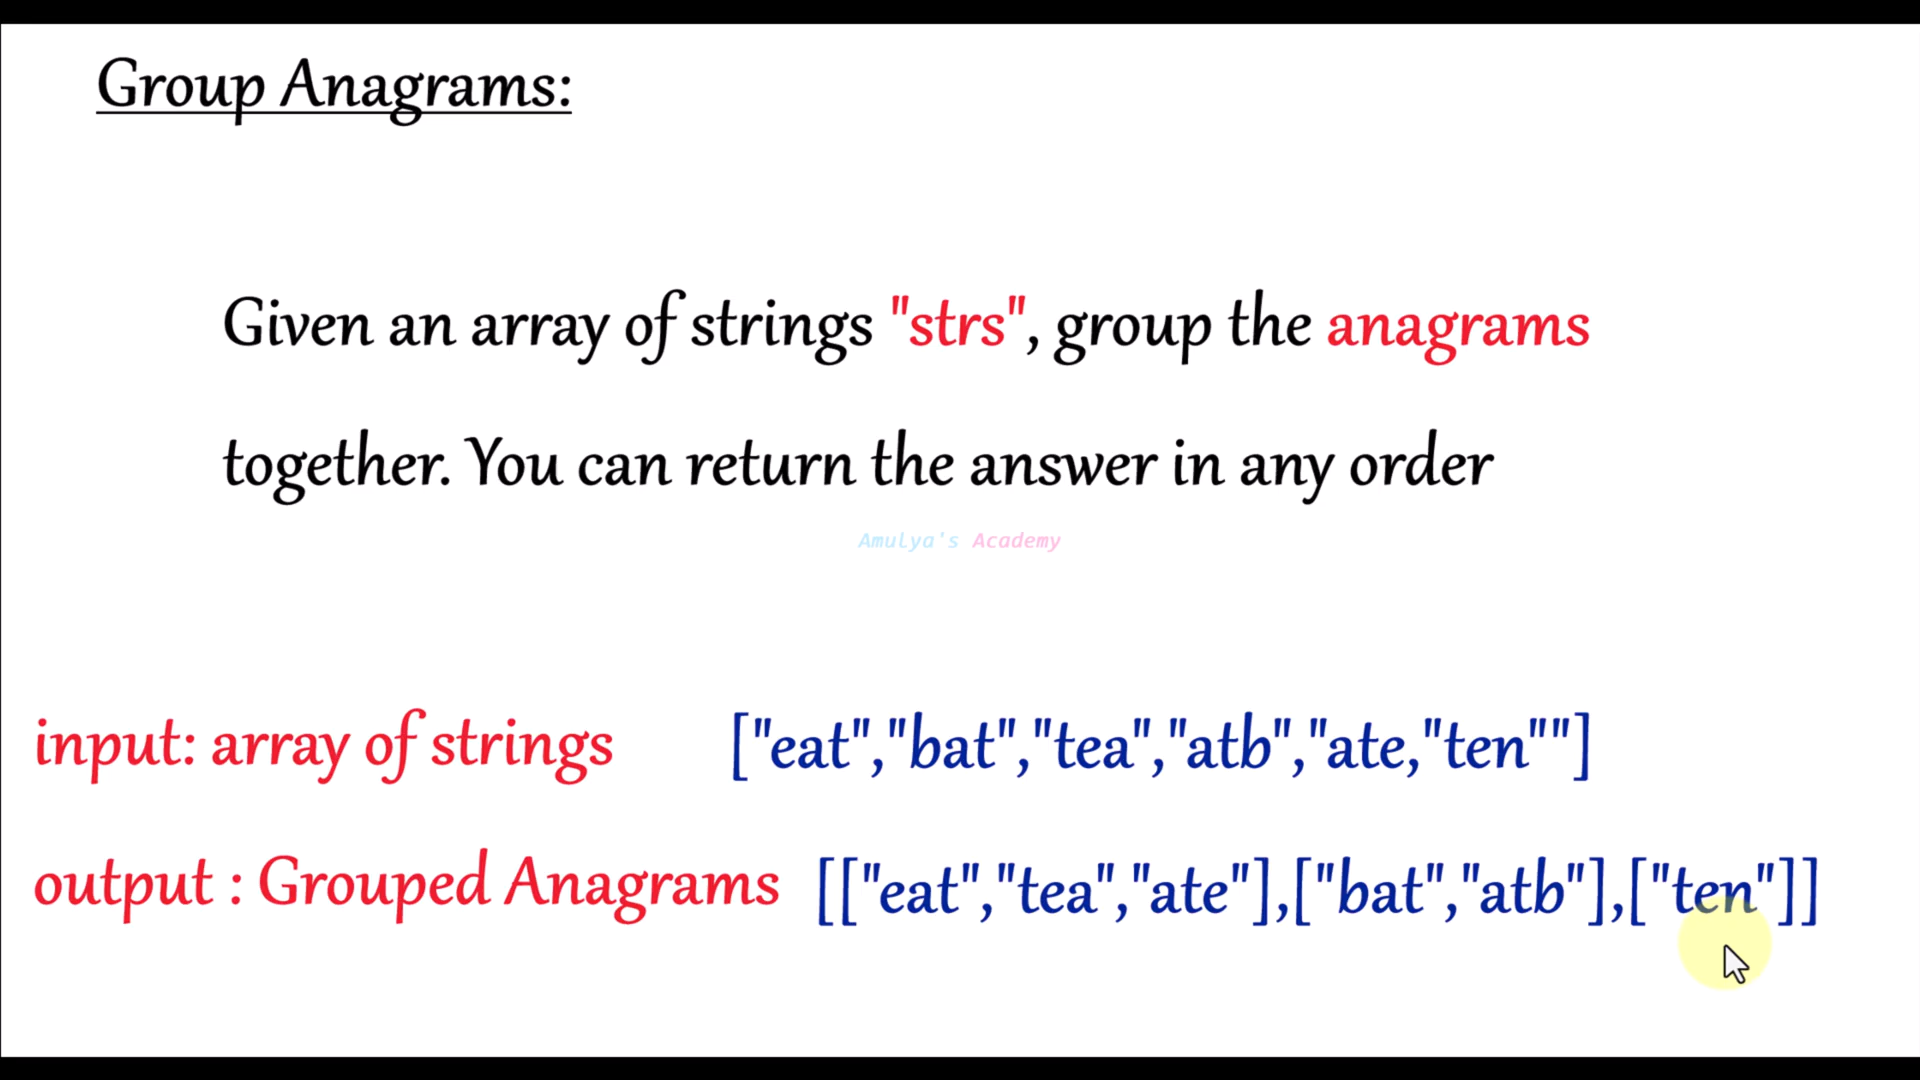 Group Anagrams:
Given an array of strings "strs", group the anagrams
together. You can return the answer in any order
Amulya's Academy
input: array of strings ["eat","bat","tea","atb","ate,"ten""]
output : Grouped Anagrams [["eat","tea","ate"],["bat","atb"],["ten"]]